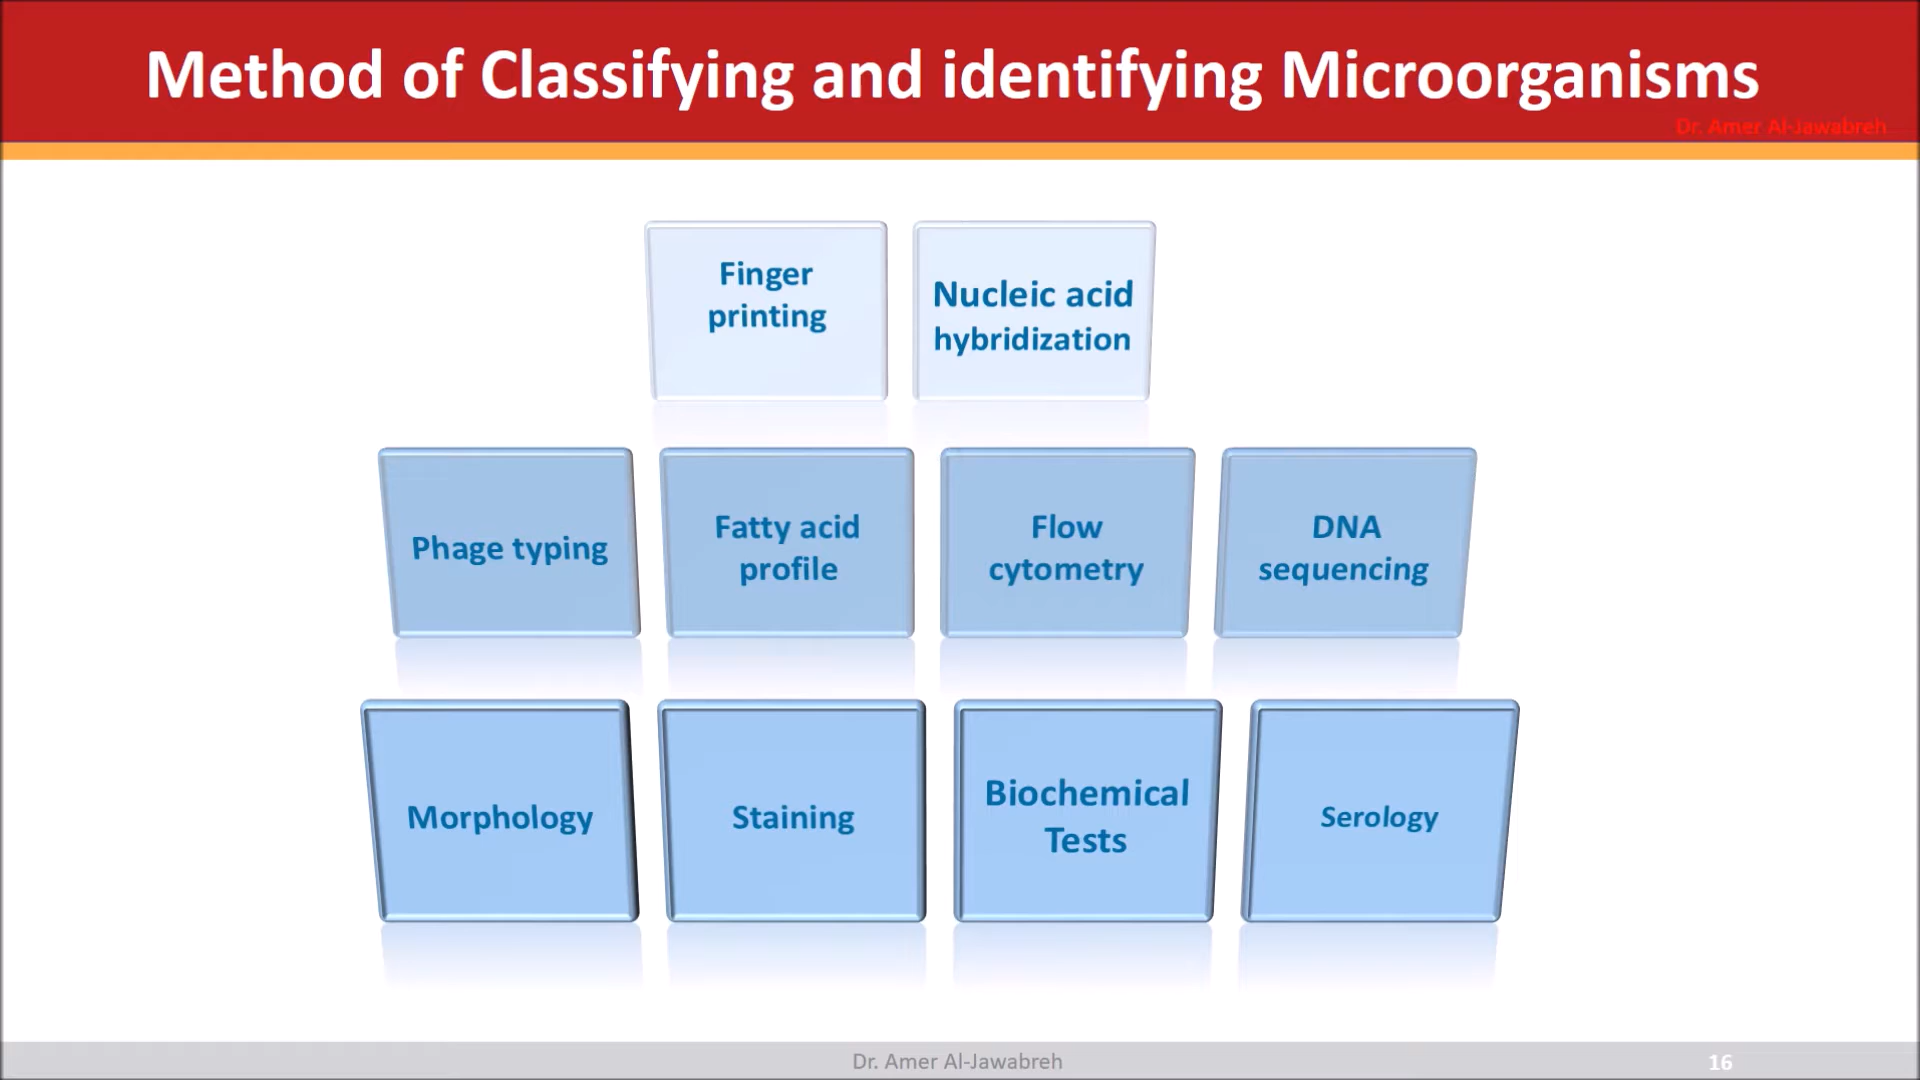 Method of Classifying and identifying Microorganisms
Dr. Amer Al-Jawabreh
Finger
printing
Nucleic acid
hybridization
Phage typing
Fatty acid
profile
Flow
cytometry
DNA
sequencing
Morphology
Staining
Biochemical
Tests
Serology
Dr. Amer Al-Jawabreh
16